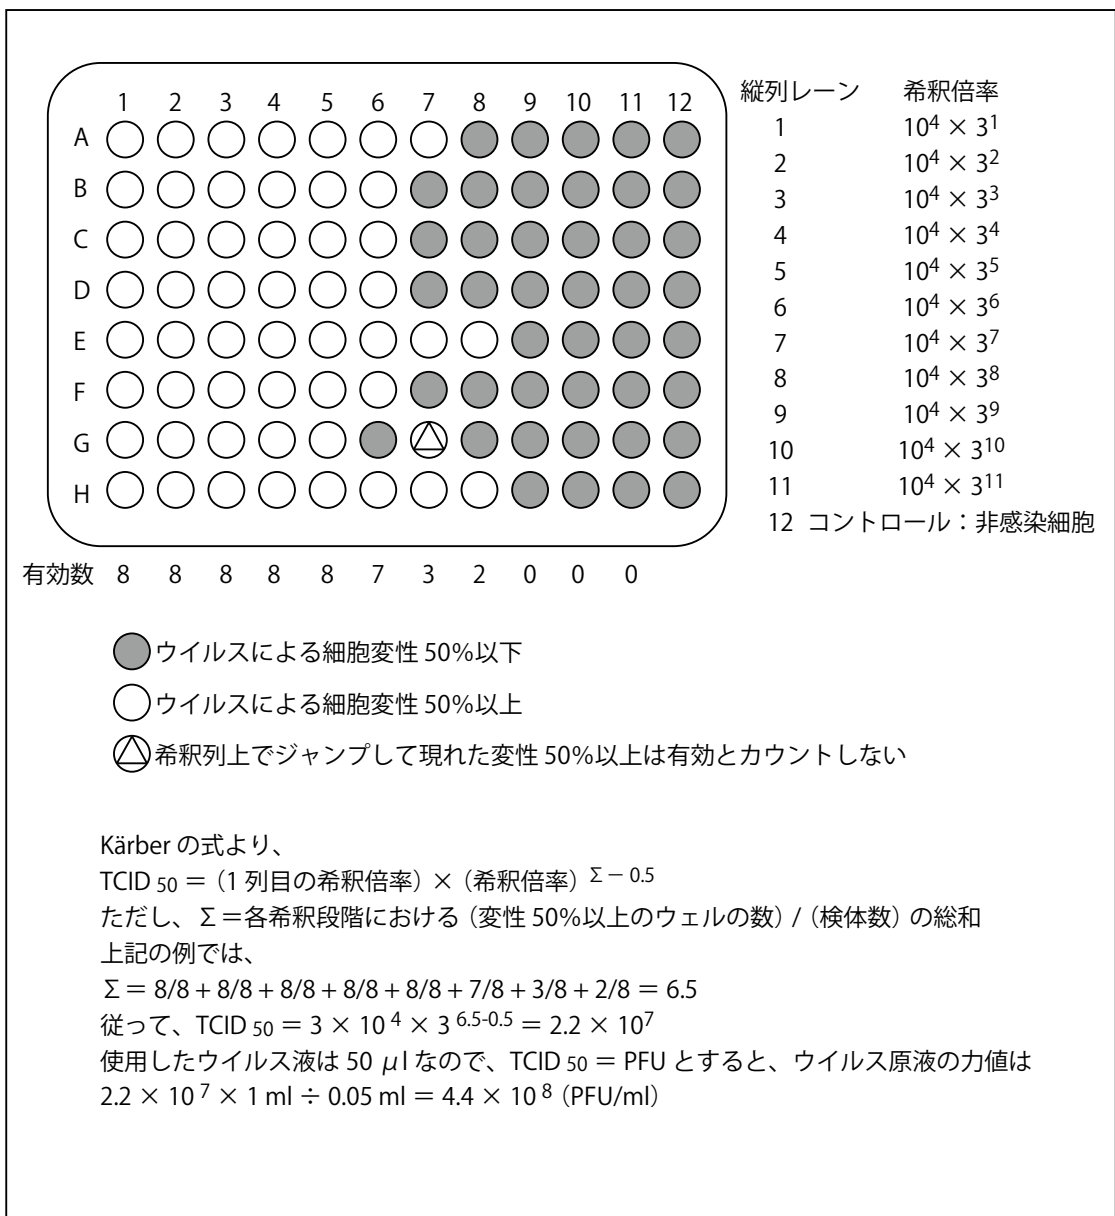 1 2 3 4 5 6 7 8 9 10 11 12
A
B
C
D
E
F
G
H
縦列レーン 希釈倍率
1 10⁴ × 3¹
2 10⁴ × 3²
3 10⁴ × 3³
4 10⁴ × 3⁴
5 10⁴ × 3⁵
6 10⁴ × 3⁶
7 10⁴ × 3⁷
8 10⁴ × 3⁸
9 10⁴ × 3⁹
10 10⁴ × 3¹⁰
11 10⁴ × 3¹¹
12 コントロール：非感染細胞
有効数 8 8 8 8 8 7 3 2 0 0 0
ウイルスによる細胞変性 50%以下
ウイルスによる細胞変性 50%以上
希釈列上でジャンプして現れた変性 50%以上は有効とカウントしない
Kärber の式より、
TCID ₅₀ ＝（1 列目の希釈倍率）×（希釈倍率）^Σ－0.5
ただし、Σ＝各希釈段階における（変性 50%以上のウェルの数）/（検体数）の総和
上記の例では、
Σ＝ 8/8 + 8/8 + 8/8 + 8/8 + 8/8 + 7/8 + 3/8 + 2/8 ＝ 6.5
従って、TCID ₅₀ ＝ 3 × 10 ⁴ × 3 ^6.5-0.5 ＝ 2.2 × 10⁷
使用したウイルス液は 50 μl なので、TCID ₅₀ ＝ PFU とすると、ウイルス原液の力値は
2.2 × 10 ⁷ × 1 ml ÷ 0.05 ml ＝ 4.4 × 10 ⁸（PFU/ml）